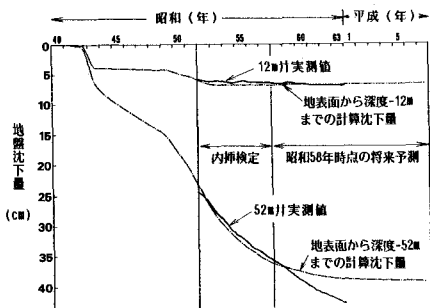 昭和（年）
平成（年）
40 45 50 55 60 63 1 5
0
5
10
15
20
25
30
35
40
地盤沈下量
(cm)
12m井実測値
地表面から深度-12m
までの計算沈下量
内挿検定
昭和58年時点の将来予測
52m井実測値
地表面から深度-52m
までの計算沈下量